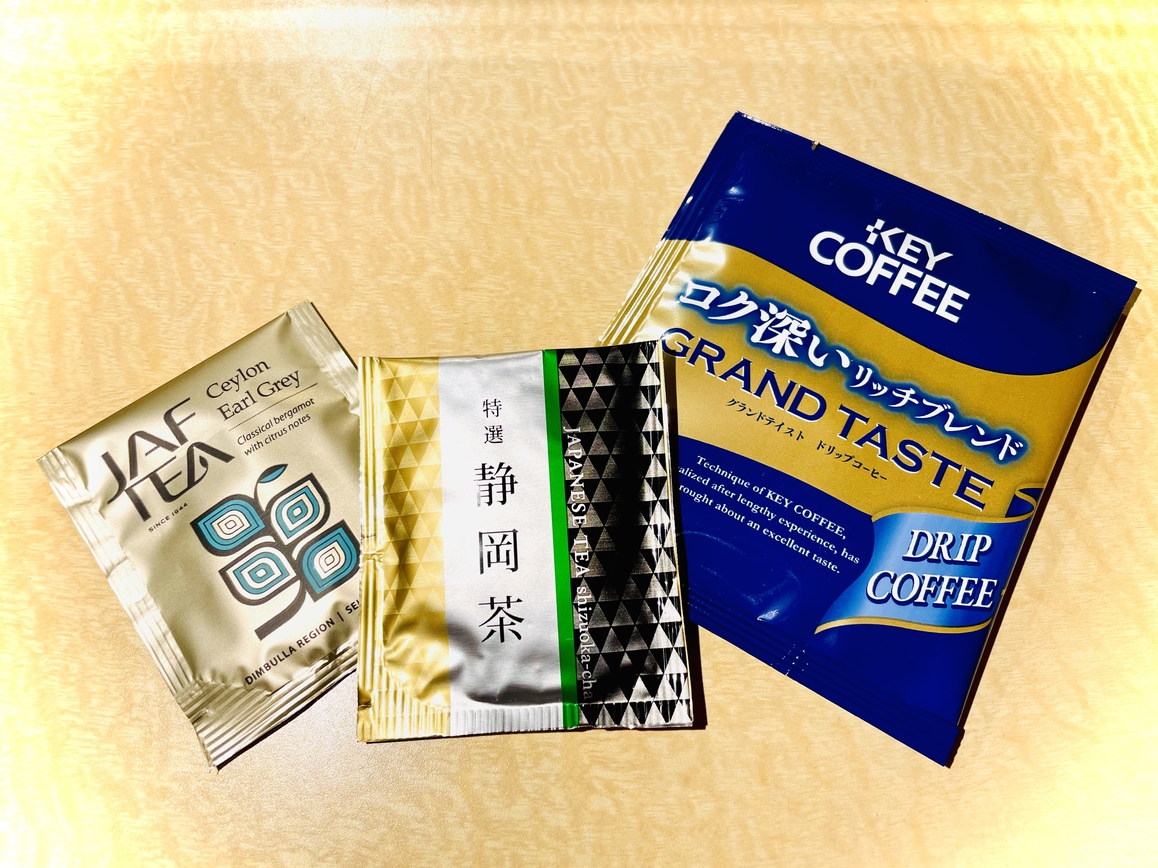 JAF
TEA
SINCE 1944
Ceylon
Earl Grey
Classical bergamot
with citrus notes
DIMBULLA REGION |
特選
静岡茶
JAPANESE TEA shizuoka-cha
KEY
COFFEE
コク深いリッチブレンド
GRAND TASTE
グランドテイスト ドリップコーヒー
Technique of KEY COFFEE,
after lengthy experience, has
about an excellent taste.
DRIP
COFFEE